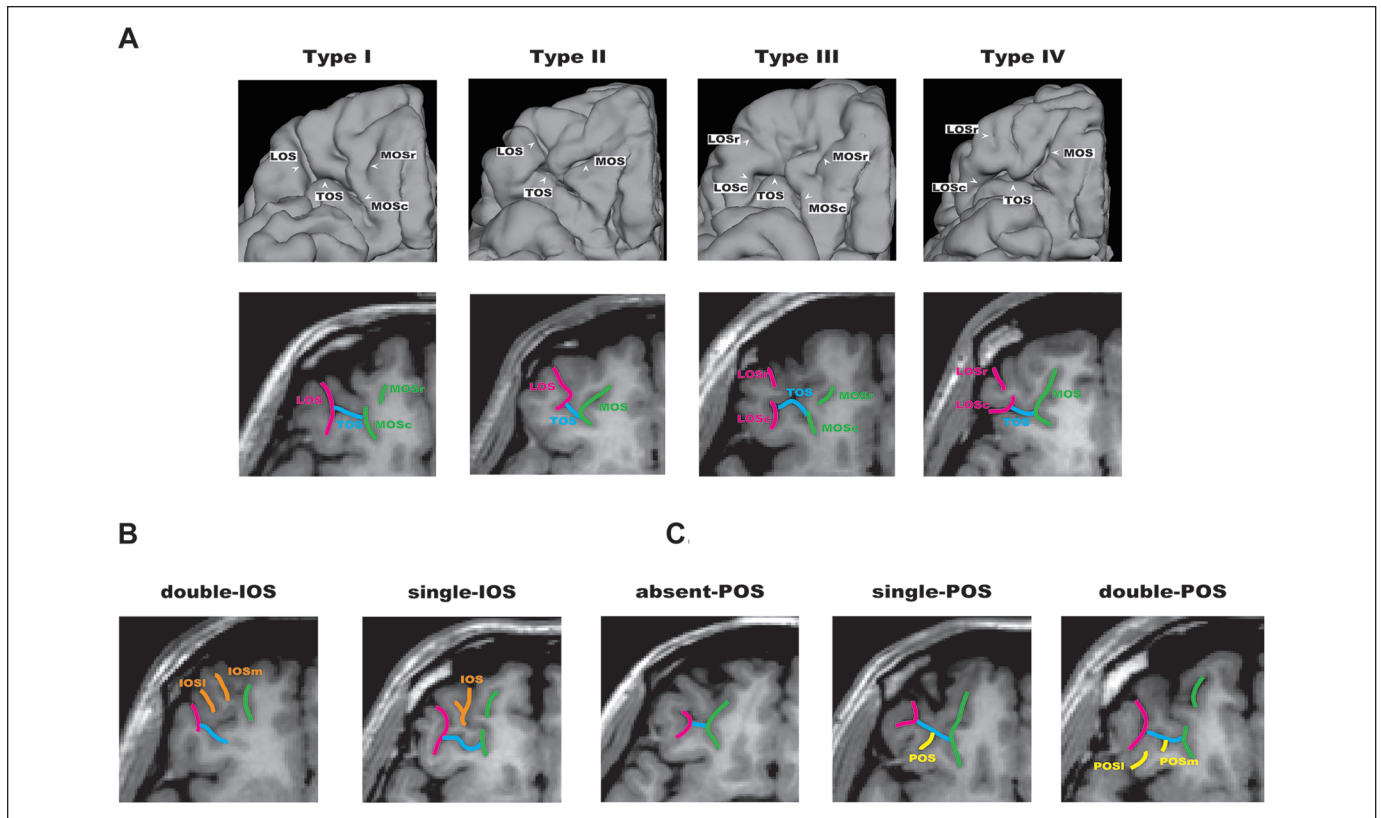 A
Type I
Type II
Type III
Type IV
LOS
MOSr
TOS
MOSc
LOS
MOS
TOS
LOSr
MOSr
LOSc
TOS
MOSc
LOSr
MOS
LOSc
TOS
LOS
MOSr
TOS
MOSc
LOS
MOS
TOS
LOSr
TOS
MOSr
LOSc
MOSc
LOSr
MOS
LOSc
TOS
B
C
double-IOS
single-IOS
absent-POS
single-POS
double-POS
IOSl
IOSm
IOS
POS
POSl
POSm